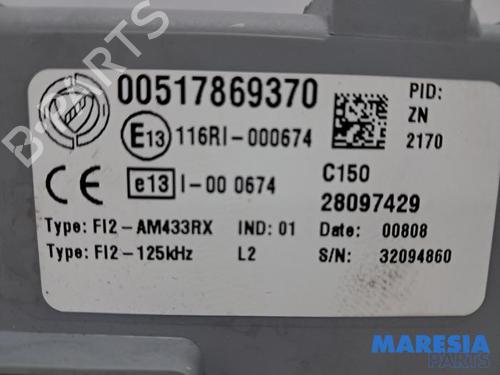 00517869370
PID:
ZN
2170
E13 116RI-000674
C150
28097429
CE e13 I-00 0674
Type: FI2-AM433RX IND: 01 Date: 00808
Type: FI2-125kHz L2 S/N: 32094860
B-PARTS
MARESIA
PARTS